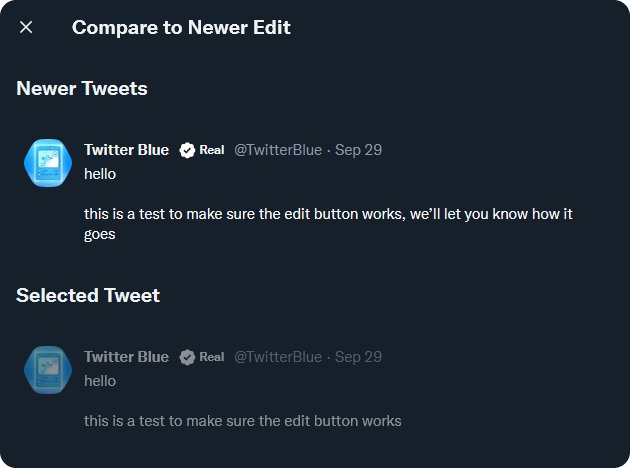 Compare to Newer Edit
Newer Tweets
Twitter Blue Real @TwitterBlue · Sep 29
hello
this is a test to make sure the edit button works, we’ll let you know how it
goes
Selected Tweet
Twitter Blue Real @TwitterBlue · Sep 29
hello
this is a test to make sure the edit button works